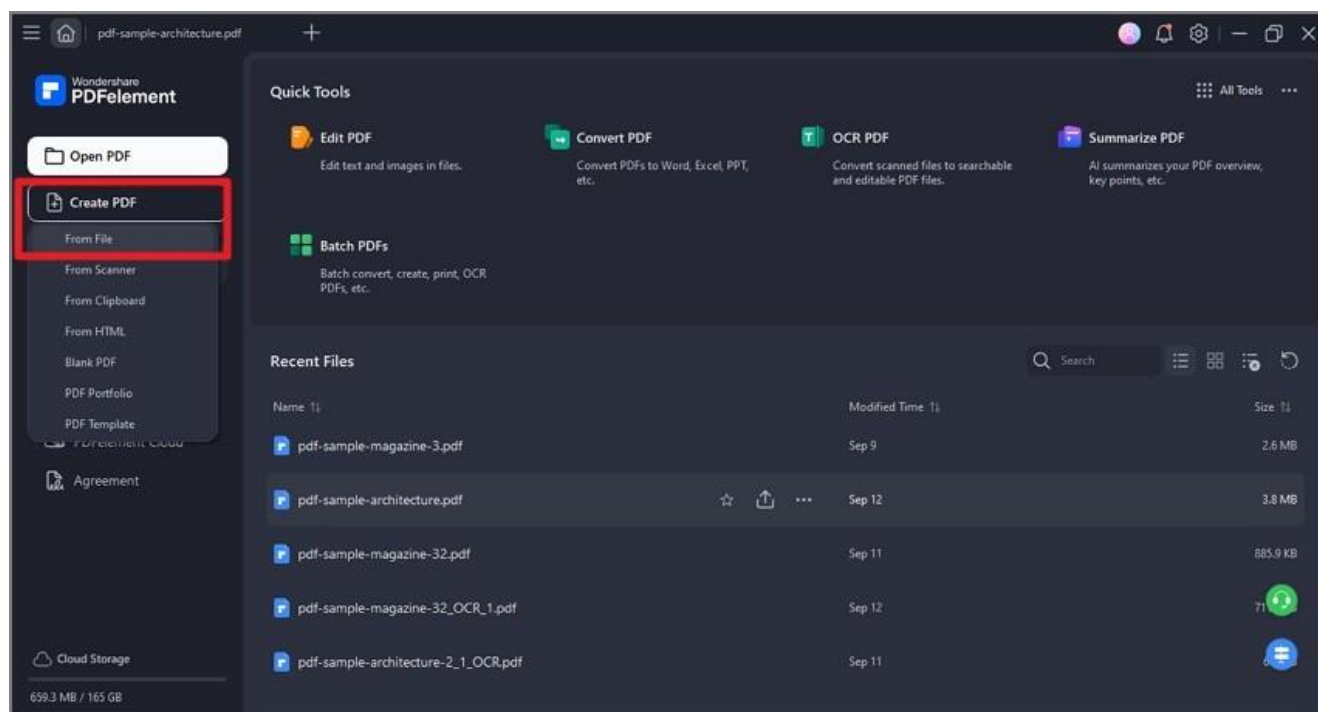 pdf-sample-architecture.pdf
Wondershare
PDFelement
Open PDF
Create PDF
From File
From Scanner
From Clipboard
From HTML
Blank PDF
PDF Portfolio
PDF Template
PDFelement Cloud
Agreement
Cloud Storage
659.3 MB / 165 GB
Quick Tools
All Tools
Edit PDF
Edit text and images in files.
Convert PDF
Convert PDFs to Word, Excel, PPT,
etc.
OCR PDF
Convert scanned files to searchable
and editable PDF files.
Summarize PDF
AI summarizes your PDF overview,
key points, etc.
Batch PDFs
Batch convert, create, print, OCR
PDFs, etc.
Recent Files
Search
Name Modified Time Size
pdf-sample-magazine-3.pdf Sep 9 2.6 MB
pdf-sample-architecture.pdf Sep 12 3.8 MB
pdf-sample-magazine-32.pdf Sep 11 885.9 KB
pdf-sample-magazine-32_OCR_1.pdf Sep 12
pdf-sample-architecture-2_1_OCR.pdf Sep 11